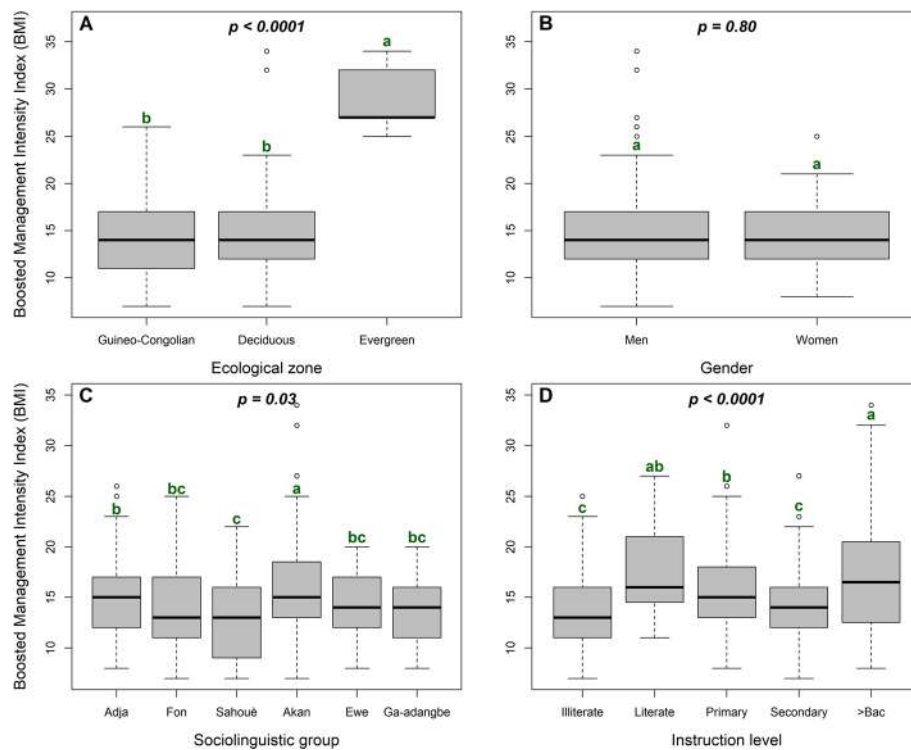 A
p < 0.0001
Boosted Management Intensity Index (BMI)
35
30
25
20
15
10
b
b
a
Guineo-Congolian Deciduous Evergreen
Ecological zone
B
p = 0.80
35
30
25
20
15
10
a
a
Men Women
Gender
C
p = 0.03
Boosted Management Intensity Index (BMI)
35
30
25
20
15
10
b
bc
c
a
bc
bc
Adja Fon Sahouè Akan Ewe Ga-adangbe
Sociolinguistic group
D
p < 0.0001
35
30
25
20
15
10
c
ab
b
c
a
Illiterate Literate Primary Secondary >Bac
Instruction level